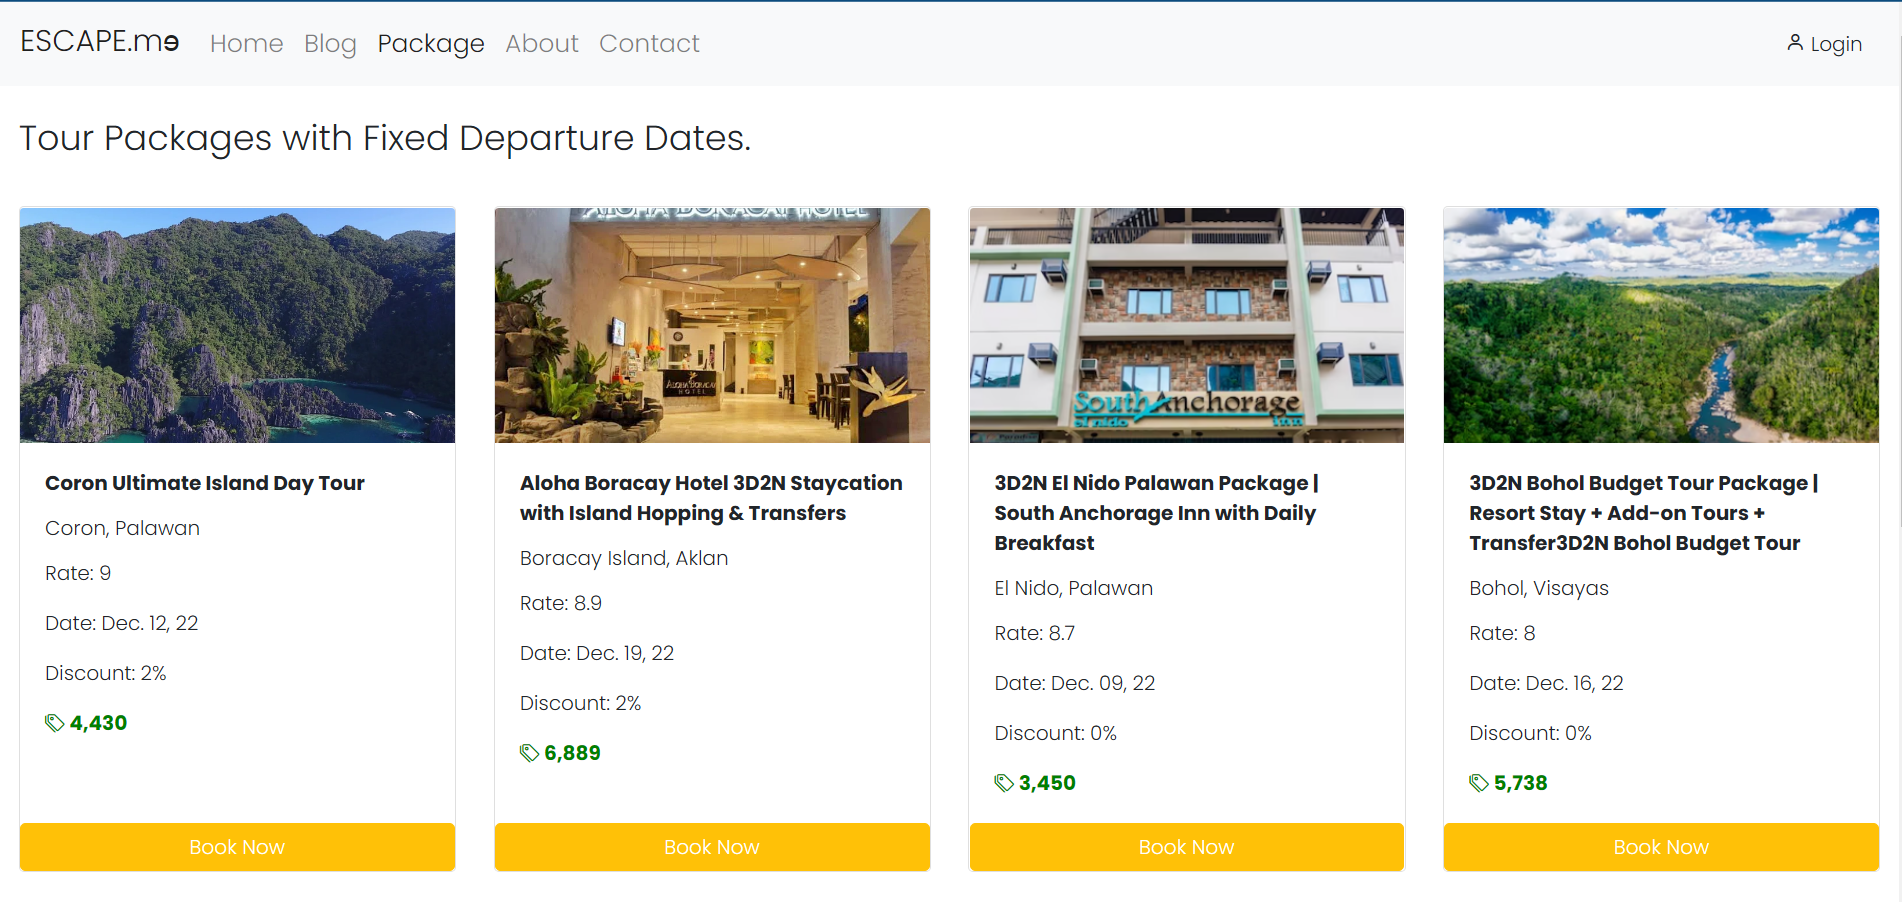 ESCAPE.mɘ
Home Blog Package About Contact
Login
Tour Packages with Fixed Departure Dates.
ALOHA BORACAY HOTEL
ALOHA BORACAY
HOTEL
South Anchorage
el nido inn
Coron Ultimate Island Day Tour
Coron, Palawan
Rate: 9
Date: Dec. 12, 22
Discount: 2%
4,430
Book Now
Aloha Boracay Hotel 3D2N Staycation
with Island Hopping & Transfers
Boracay Island, Aklan
Rate: 8.9
Date: Dec. 19, 22
Discount: 2%
6,889
Book Now
3D2N El Nido Palawan Package |
South Anchorage Inn with Daily
Breakfast
El Nido, Palawan
Rate: 8.7
Date: Dec. 09, 22
Discount: 0%
3,450
Book Now
3D2N Bohol Budget Tour Package |
Resort Stay + Add-on Tours +
Transfer3D2N Bohol Budget Tour
Bohol, Visayas
Rate: 8
Date: Dec. 16, 22
Discount: 0%
5,738
Book Now